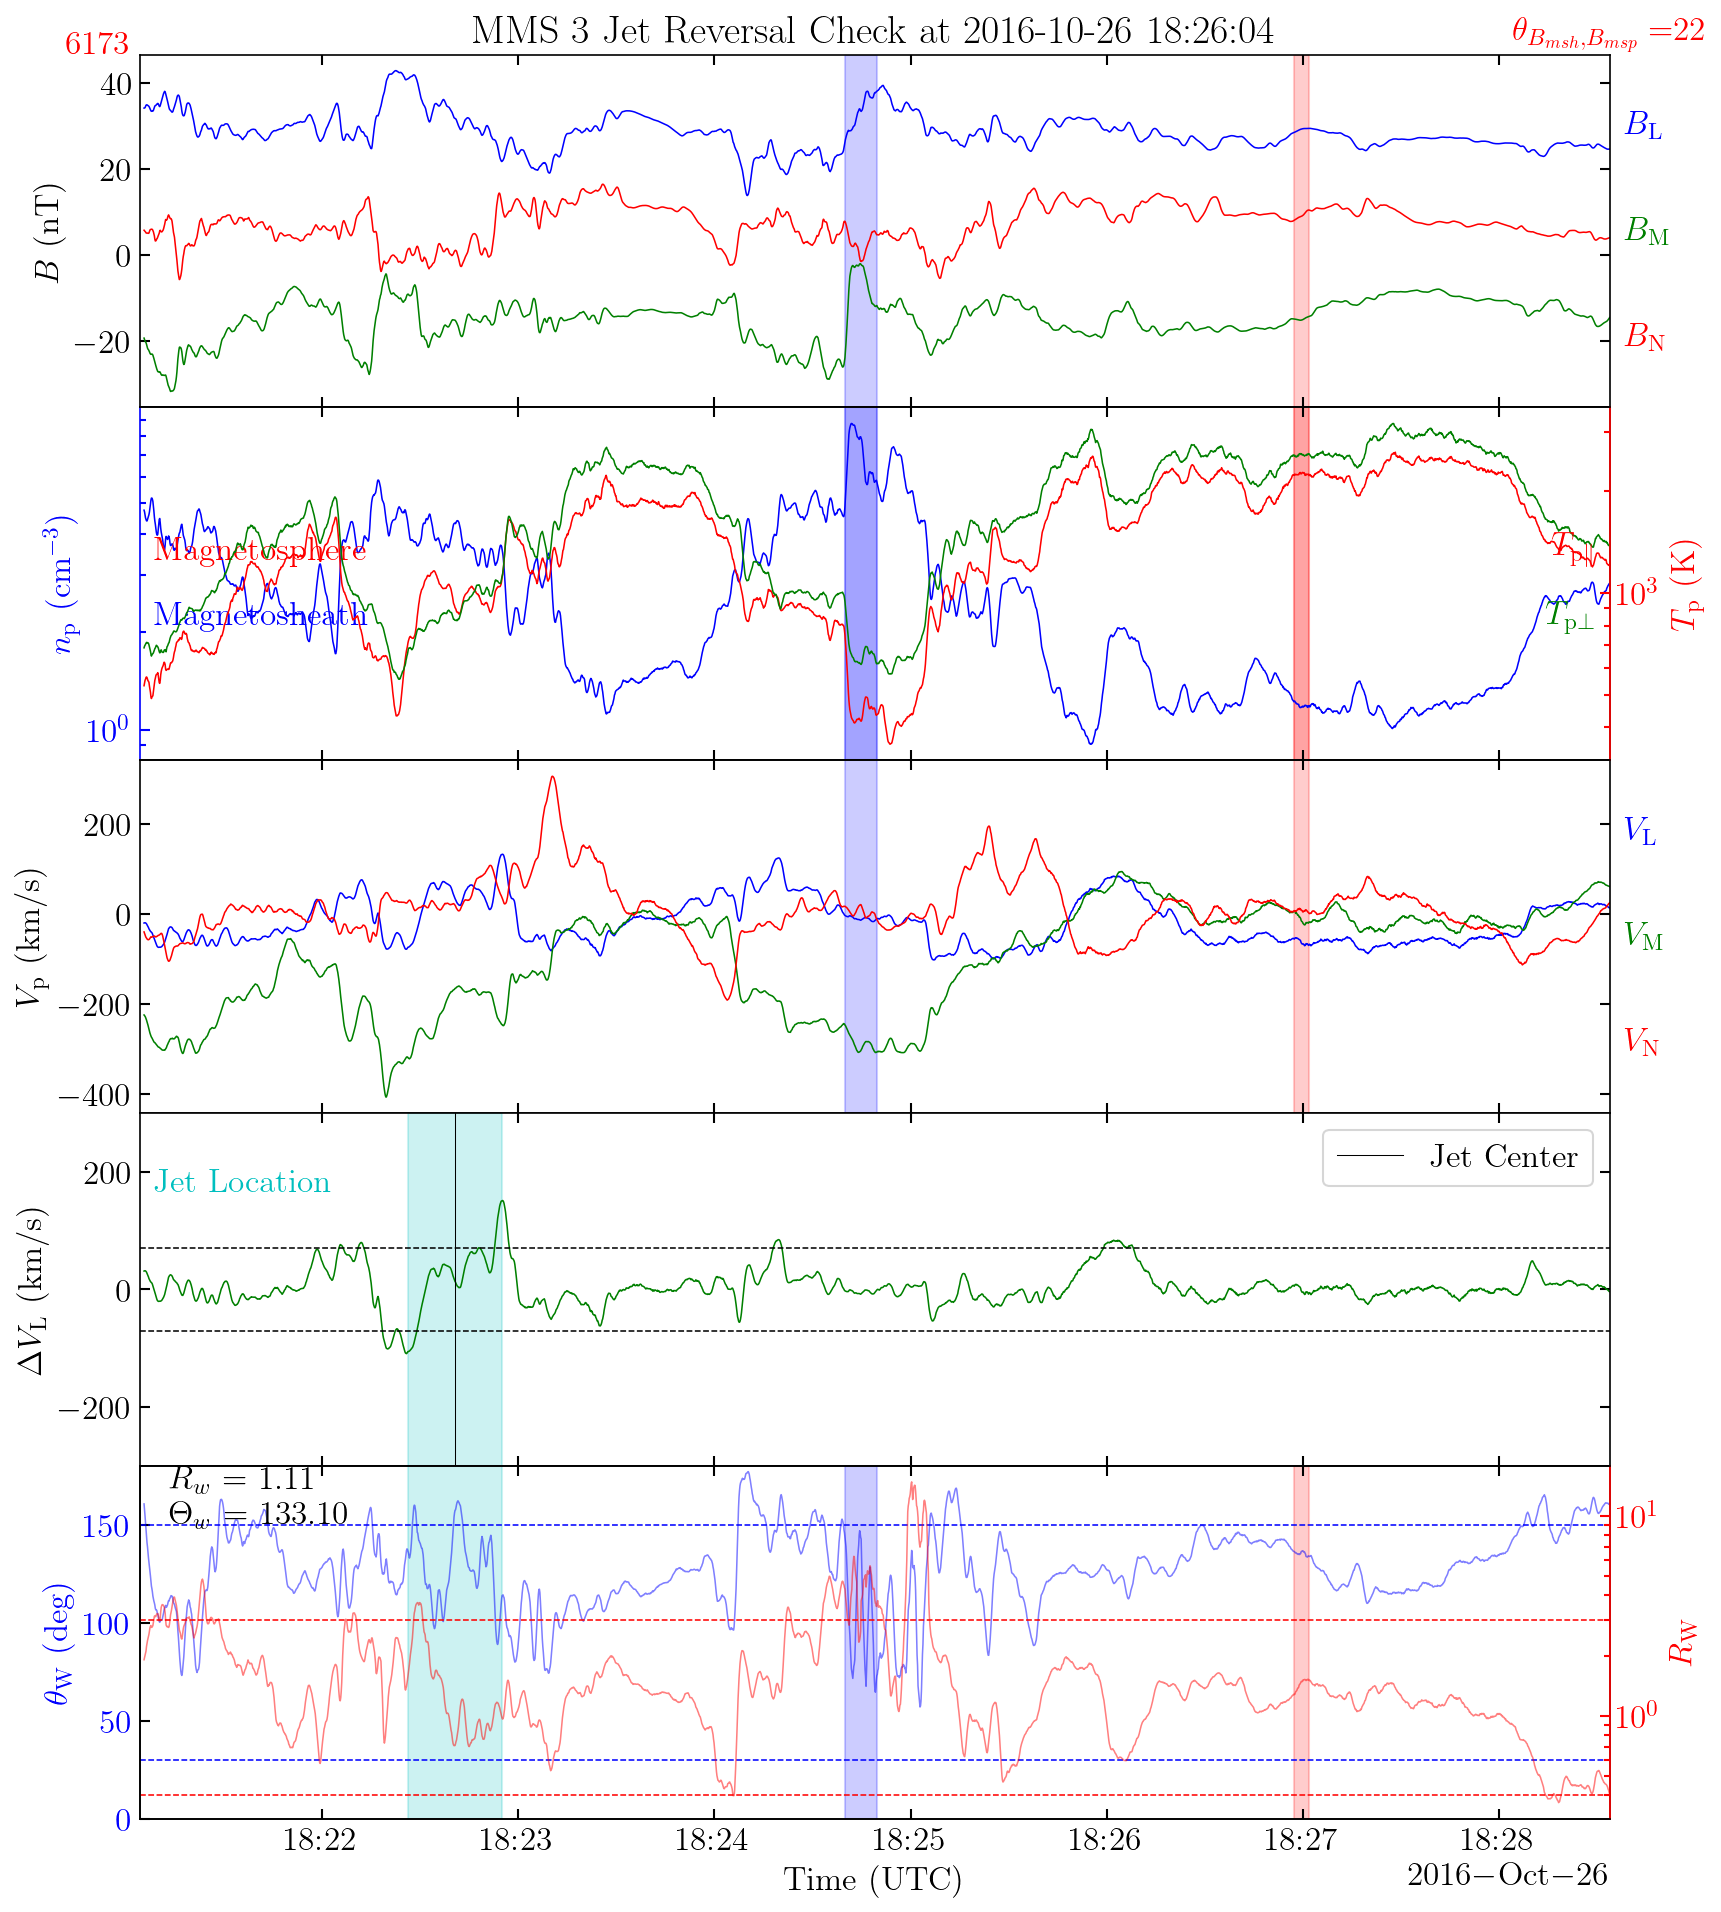 MMS 3 Jet Reversal Check at 2016-10-26 18:26:04
6173
θ_{B_{msh},B_{msp}} =22
40
20
0
−20
B (nT)
B_L
B_M
B_N
Magnetosphere
Magnetosheath
10^0
n_p (cm^{−3})
T_{p∥}
T_{p⊥}
10^3
T_p (K)
200
0
−200
−400
V_p (km/s)
V_L
V_M
V_N
Jet Location
Jet Center
200
0
−200
ΔV_L (km/s)
R_w = 1.11
Θ_w = 133.10
150
100
50
0
θ_W (deg)
10^1
10^0
R_W
18:22 18:23 18:24 18:25 18:26 18:27 18:28
2016−Oct−26
Time (UTC)